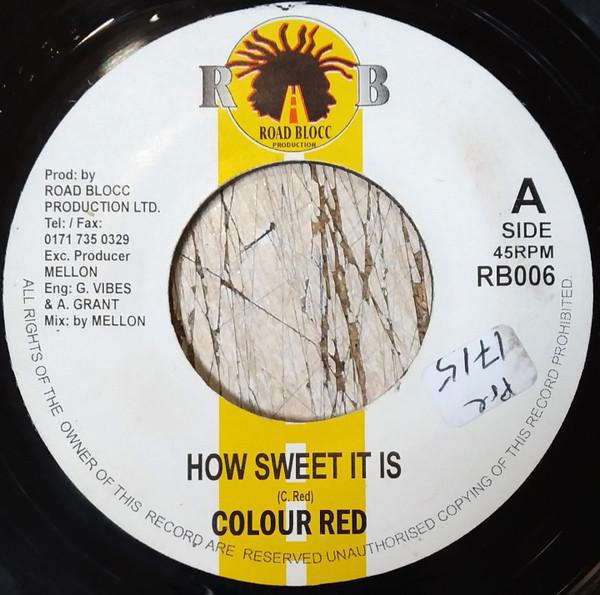 R B
ROAD BLOCC
PRODUCTION
Prod: by
ROAD BLOCC
PRODUCTION LTD.
Tel: / Fax:
0171 735 0329
Exc. Producer
MELLON
Eng: G. VIBES
& A. GRANT
Mix: by MELLON
A
SIDE
45RPM
RB006
1715
HOW SWEET IT IS
(C. Red)
COLOUR RED
ALL RIGHTS OF THE OWNER OF THIS RECORD ARE RESERVED UNAUTHORISED COPYING OF THIS RECORD PROHIBITED.